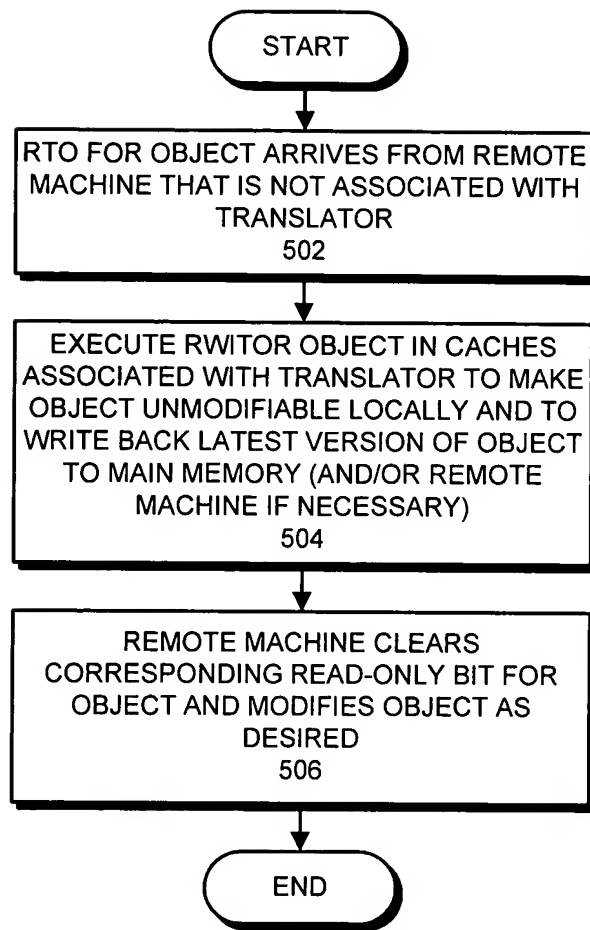 START
RTO FOR OBJECT ARRIVES FROM REMOTE
MACHINE THAT IS NOT ASSOCIATED WITH
TRANSLATOR
502
EXECUTE RWITOR OBJECT IN CACHES
ASSOCIATED WITH TRANSLATOR TO MAKE
OBJECT UNMODIFIABLE LOCALLY AND TO
WRITE BACK LATEST VERSION OF OBJECT
TO MAIN MEMORY (AND/OR REMOTE
MACHINE IF NECESSARY)
504
REMOTE MACHINE CLEARS
CORRESPONDING READ-ONLY BIT FOR
OBJECT AND MODIFIES OBJECT AS
DESIRED
506
END